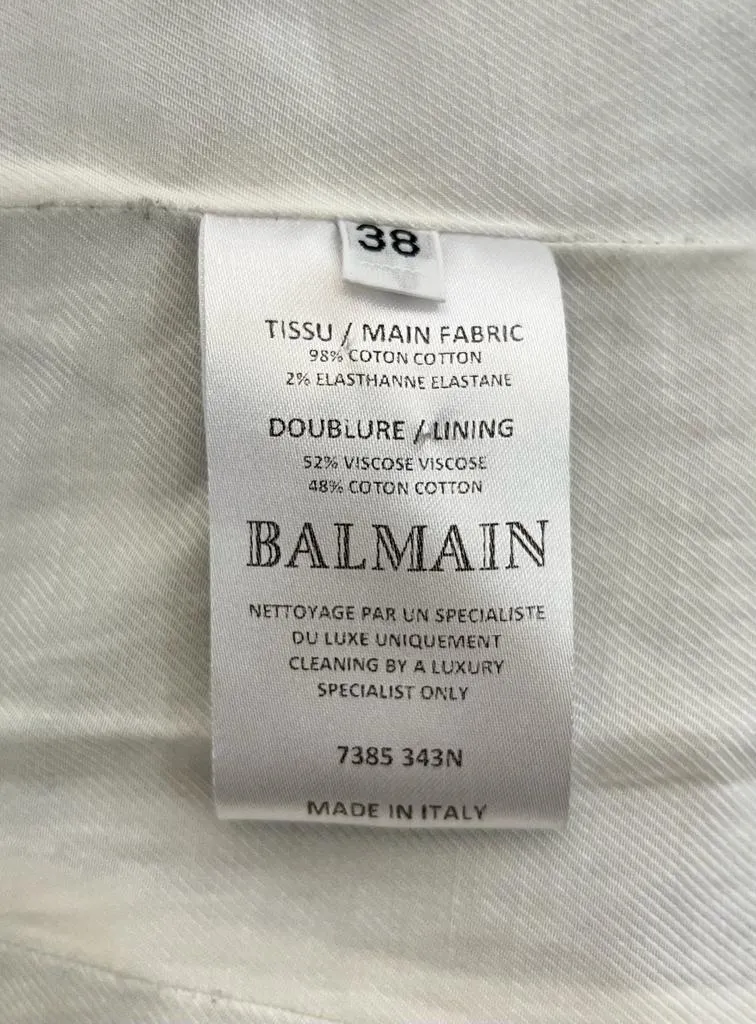 38
TISSU / MAIN FABRIC
98% COTON COTTON
2% ELASTHANNE ELASTANE
DOUBLURE / LINING
52% VISCOSE VISCOSE
48% COTON COTTON
BALMAIN
NETTOYAGE PAR UN SPECIALISTE
DU LUXE UNIQUEMENT
CLEANING BY A LUXURY
SPECIALIST ONLY
7385 343N
MADE IN ITALY